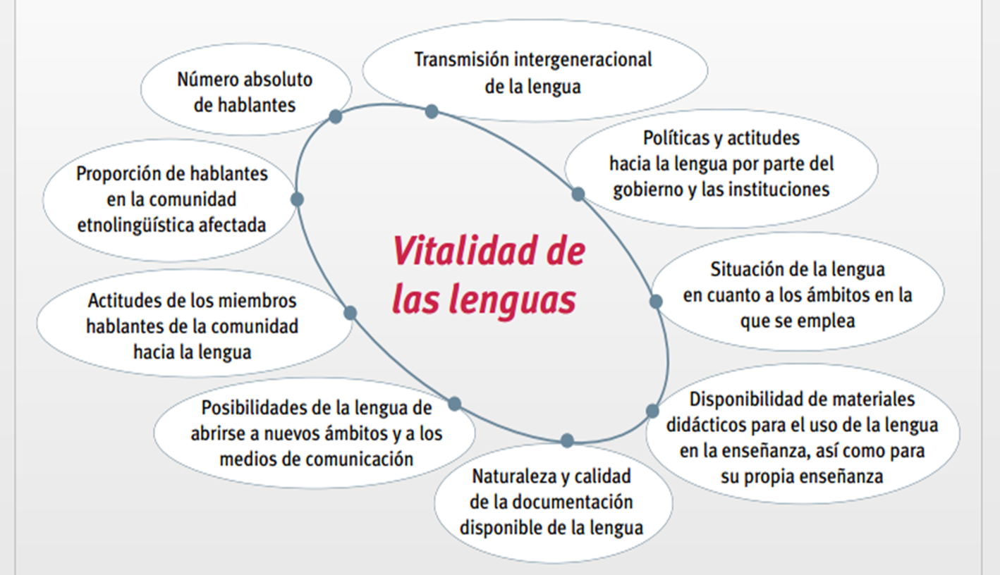 Número absoluto
de hablantes
Transmisión intergeneracional
de la lengua
Políticas y actitudes
hacia la lengua por parte del
gobierno y las instituciones
Proporción de hablantes
en la comunidad
etnolingüística afectada
Vitalidad de
las lenguas
Situación de la lengua
en cuanto a los ámbitos en la
que se emplea
Actitudes de los miembros
hablantes de la comunidad
hacia la lengua
Disponibilidad de materiales
didácticos para el uso de la lengua
en la enseñanza, así como para
su propia enseñanza
Posibilidades de la lengua de
abrirse a nuevos ámbitos y a los
medios de comunicación
Naturaleza y calidad
de la documentación
disponible de la lengua